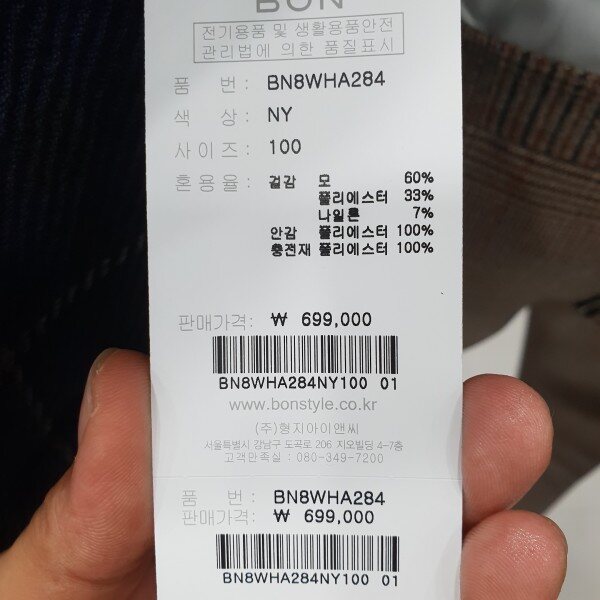 BON
전기용품 및 생활용품안전
관리법에 의한 품질표시
품 번: BN8WHA284
색 상: NY
사이즈: 100
혼용율: 겉감 모 60%
폴리에스터 33%
나일론 7%
안감 폴리에스터 100%
충전재 폴리에스터 100%
판매가격: ₩ 699,000
BN8WHA284NY100 01
www.bonstyle.co.kr
(주)형지아이앤씨
서울특별시 강남구 도곡로 206 지오빌딩 4-7층
고객만족실 : 080-349-7200
품 번: BN8WHA284
판매가격: ₩ 699,000
BN8WHA284NY100 01